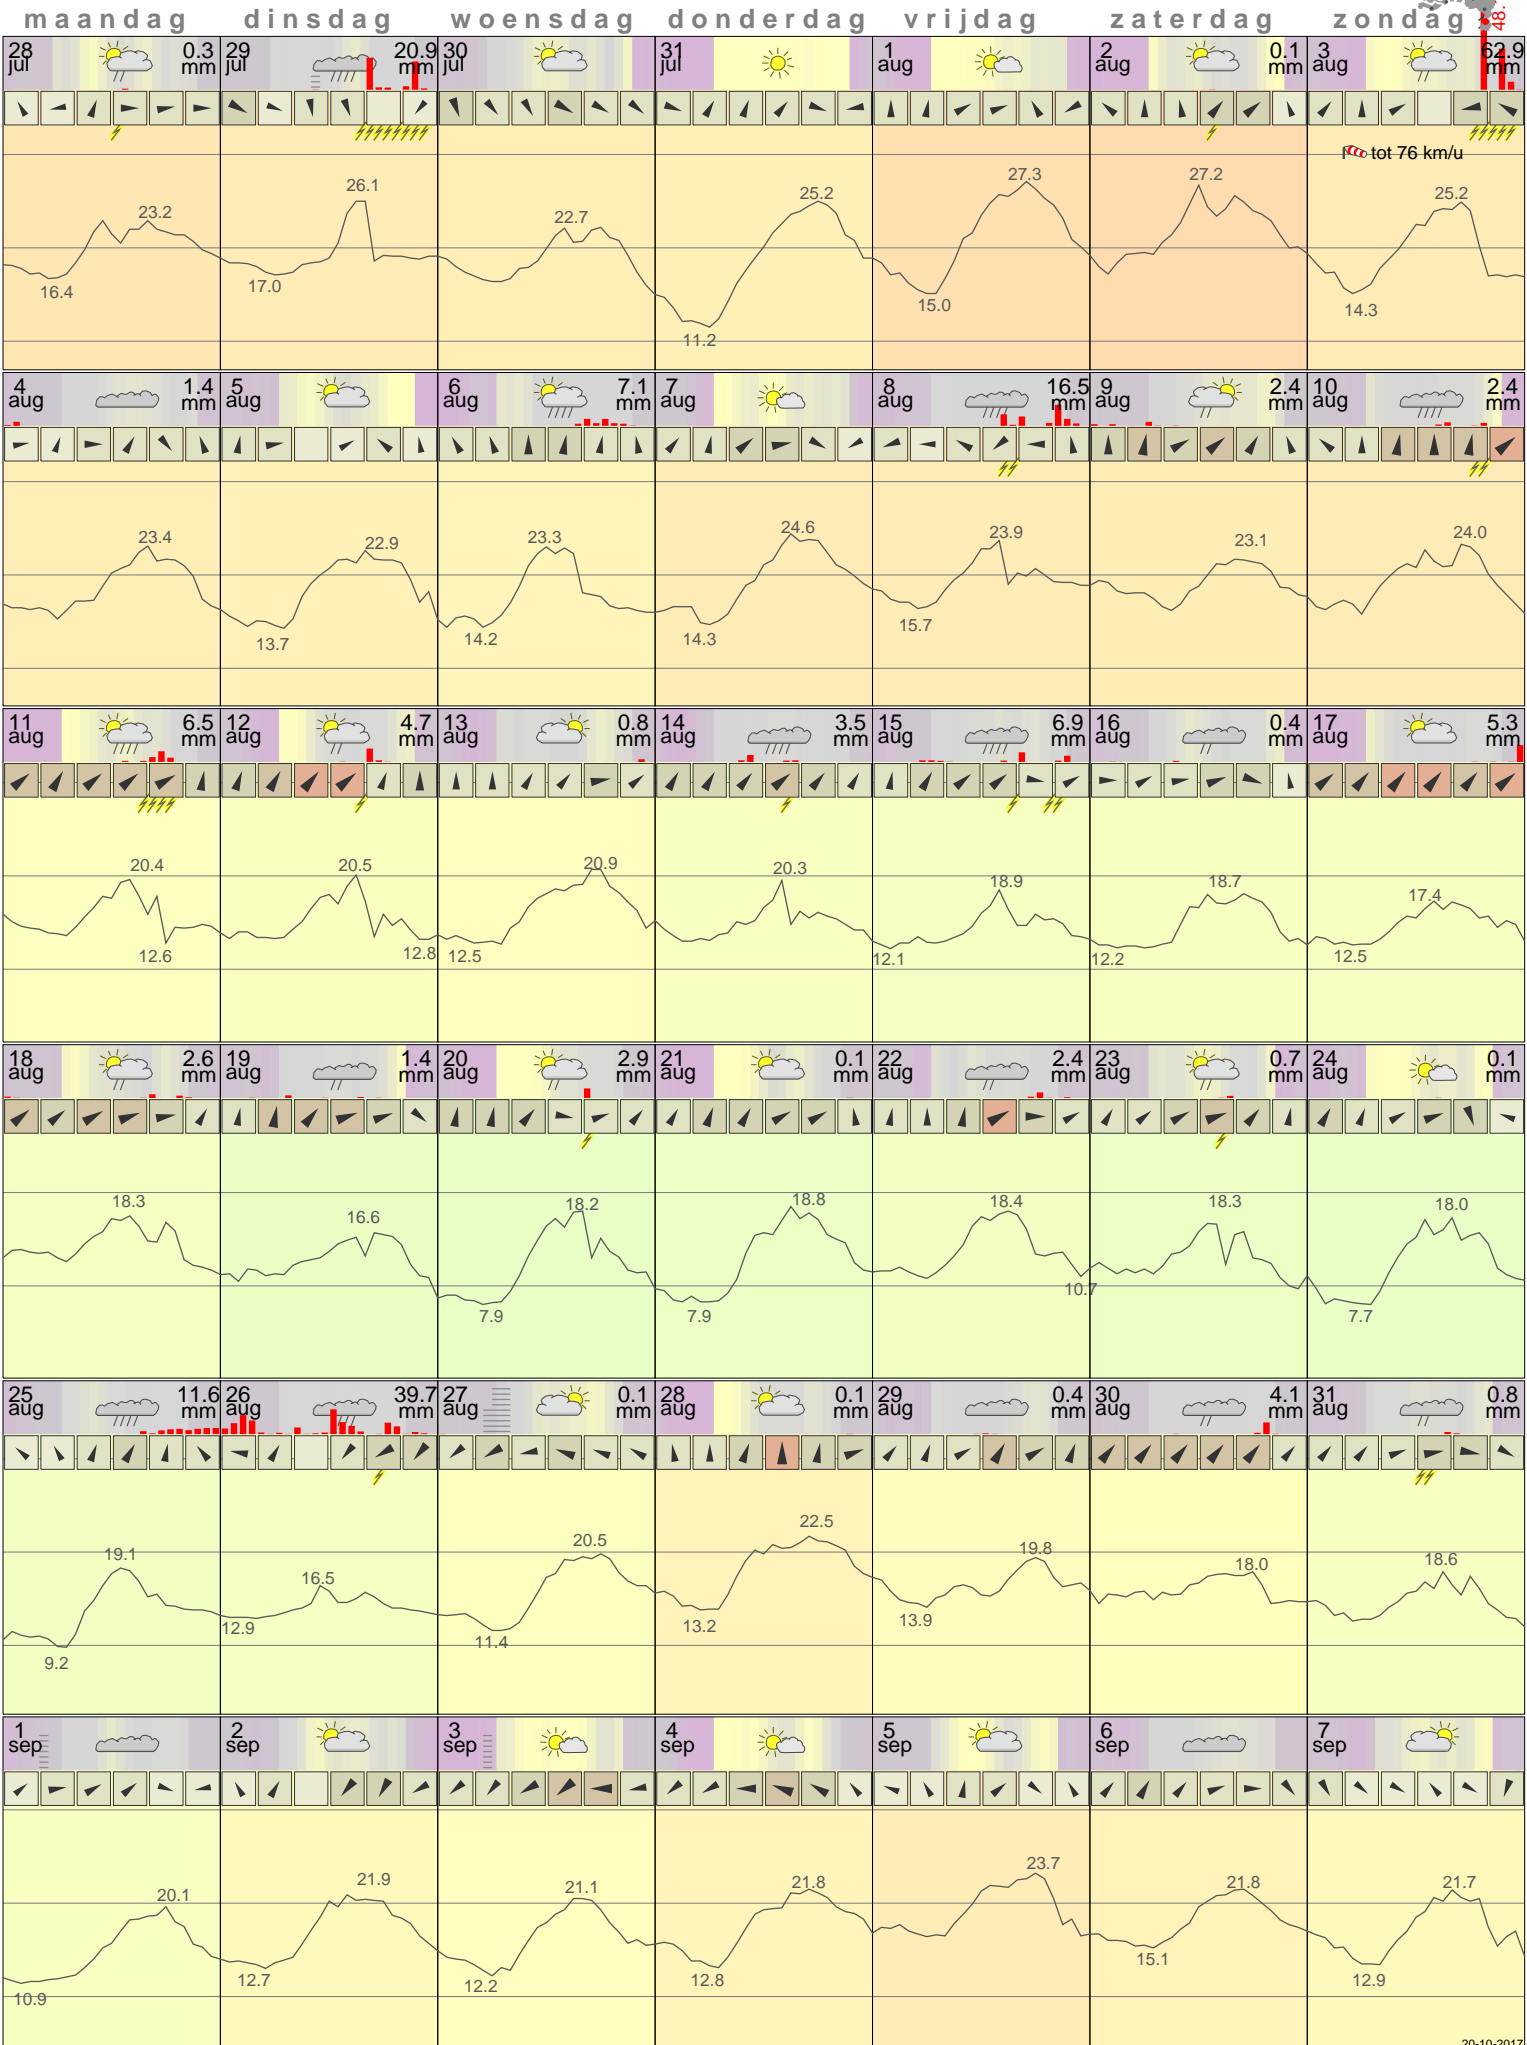 maandag dinsdag woensdag donderdag vrijdag zaterdag zondag
48.
28 jul 0.3 mm 29 jul 20.9 mm 30 jul 31 jul 1 aug 2 aug 0.1 mm 3 aug 62.9 mm
tot 76 km/u
23.2 26.1 22.7 25.2 27.3 27.2 25.2
16.4 17.0 11.2 15.0 14.3
4 aug 1.4 mm 5 aug 6 aug 7.1 mm 7 aug 8 aug 16.5 mm 9 aug 2.4 mm 10 aug 2.4 mm
23.4 22.9 23.3 24.6 23.9 23.1 24.0
13.7 14.2 14.3 15.7
11 aug 6.5 mm 12 aug 4.7 mm 13 aug 0.8 mm 14 aug 3.5 mm 15 aug 6.9 mm 16 aug 0.4 mm 17 aug 5.3 mm
20.4 20.5 20.9 20.3 18.9 18.7 17.4
12.6 12.8 12.5 12.1 12.2 12.5
18 aug 2.6 mm 19 aug 1.4 mm 20 aug 2.9 mm 21 aug 0.1 mm 22 aug 2.4 mm 23 aug 0.7 mm 24 aug 0.1 mm
18.3 16.6 18.2 18.8 18.4 18.3 18.0
7.9 7.9 10.7 7.7
25 aug 11.6 26 aug 39.7 mm 27 aug 0.1 mm 28 aug 0.1 mm 29 aug 0.4 mm 30 aug 4.1 mm 31 aug 0.8 mm
19.1 16.5 20.5 22.5 19.8 18.0 18.6
9.2 12.9 11.4 13.2 13.9
1 sep 2 sep 3 sep 4 sep 5 sep 6 sep 7 sep
20.1 21.9 21.1 21.8 23.7 21.8 21.7
10.9 12.7 12.2 12.8 15.1 12.9
20-10-2017